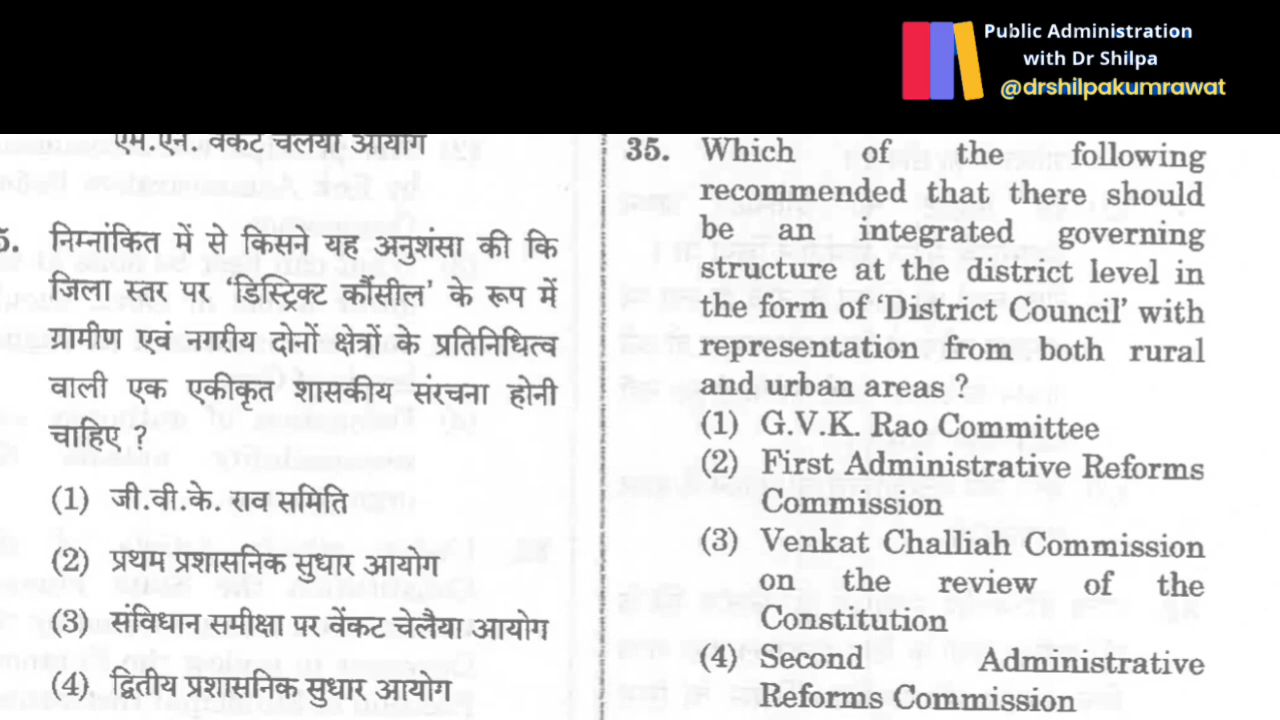 Public Administration
with Dr Shilpa
@drshilpakumrawat
एम.एन. वेंकट चेलैया आयोग
5. निम्नांकित में से किसने यह अनुशंसा की कि
जिला स्तर पर ‘डिस्ट्रिक्ट कौंसील’ के रूप में
ग्रामीण एवं नगरीय दोनों क्षेत्रों के प्रतिनिधित्व
वाली एक एकीकृत शासकीय संरचना होनी
चाहिए ?
(1) जी.वी.के. राव समिति
(2) प्रथम प्रशासनिक सुधार आयोग
(3) संविधान समीक्षा पर वेंकट चेलैया आयोग
(4) द्वितीय प्रशासनिक सुधार आयोग
35. Which of the following
recommended that there should
be an integrated governing
structure at the district level in
the form of ‘District Council’ with
representation from both rural
and urban areas ?
(1) G.V.K. Rao Committee
(2) First Administrative Reforms
Commission
(3) Venkat Challiah Commission
on the review of the
Constitution
(4) Second Administrative
Reforms Commission